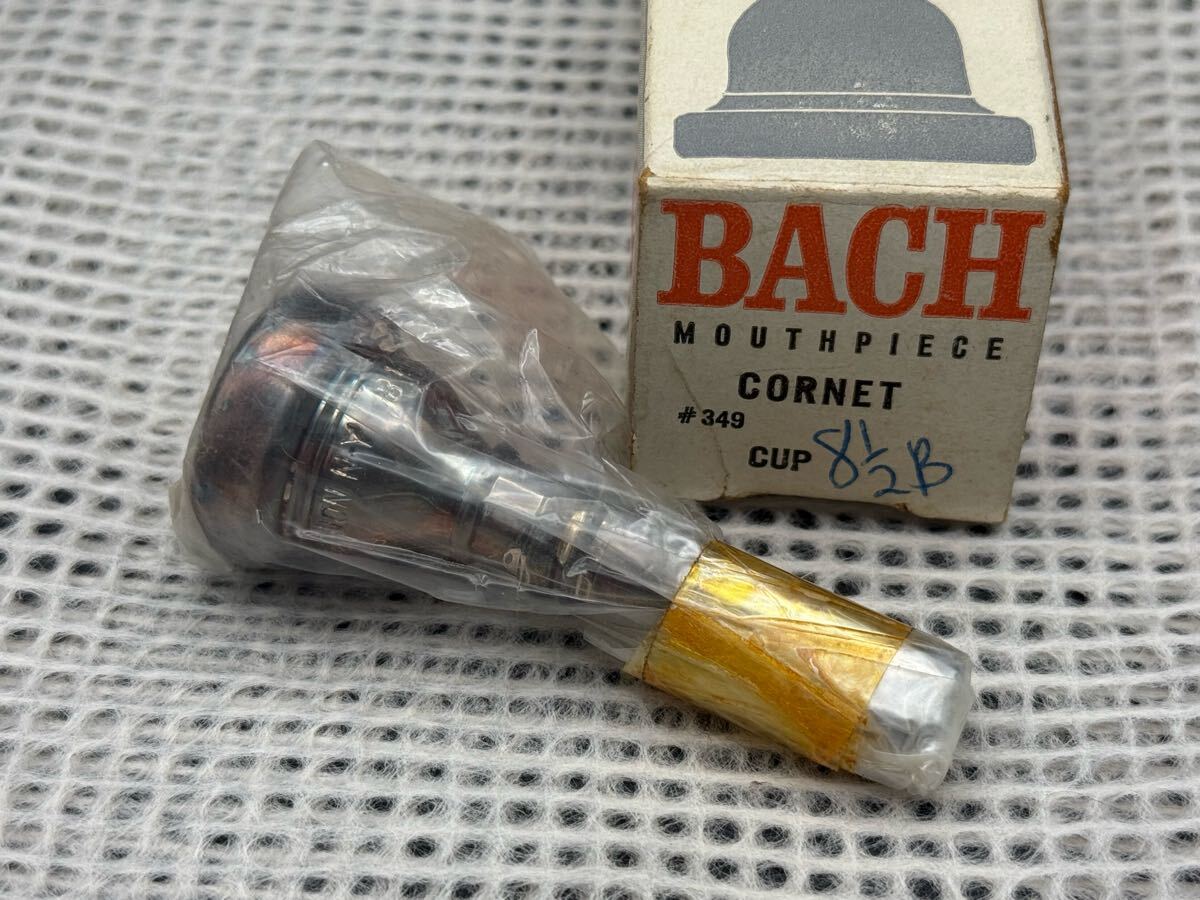 BACH
MOUTHPIECE
CORNET
#349
CUP 8½B